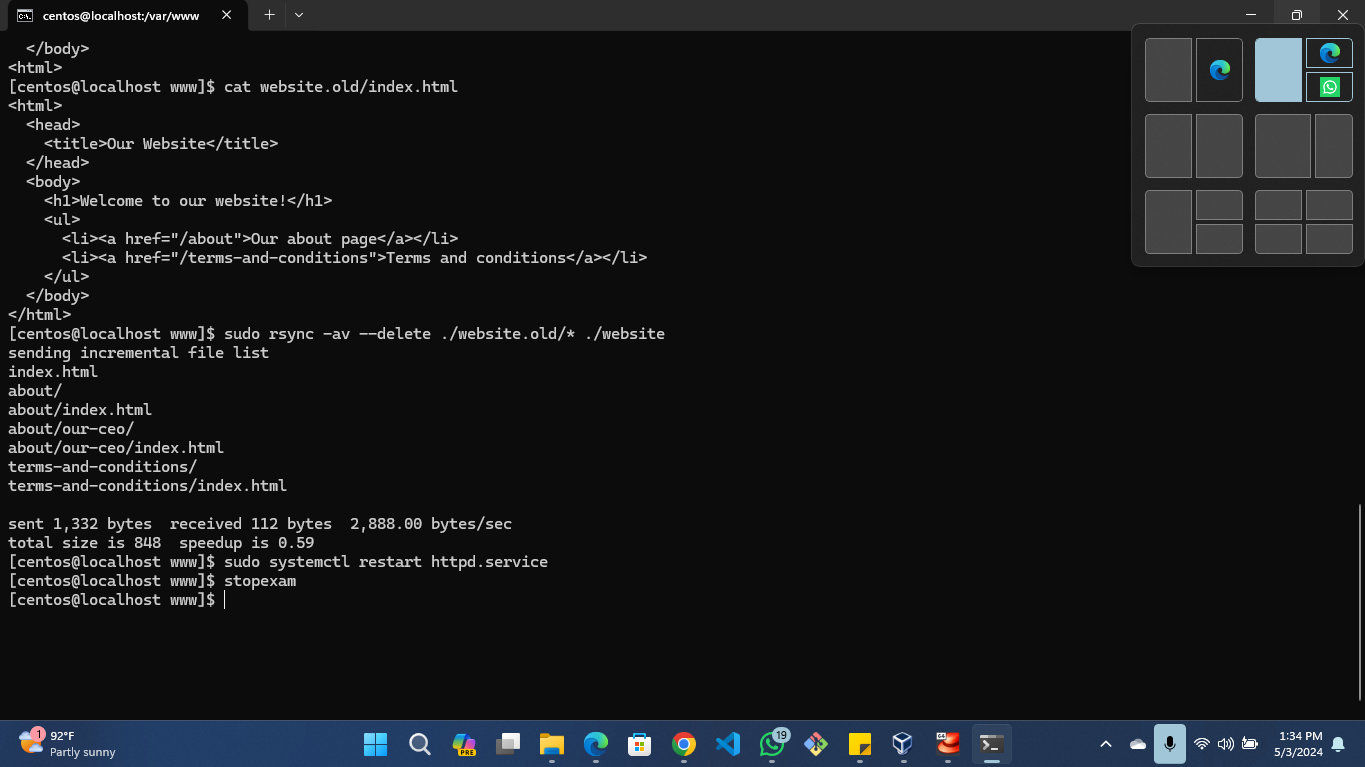 centos@localhost:/var/www
  </body>
<html>
[centos@localhost www]$ cat website.old/index.html
<html>
  <head>
    <title>Our Website</title>
  </head>
  <body>
    <h1>Welcome to our website!</h1>
    <ul>
      <li><a href="/about">Our about page</a></li>
      <li><a href="/terms-and-conditions">Terms and conditions</a></li>
    </ul>
  </body>
</html>
[centos@localhost www]$ sudo rsync -av --delete ./website.old/* ./website
sending incremental file list
index.html
about/
about/index.html
about/our-ceo/
about/our-ceo/index.html
terms-and-conditions/
terms-and-conditions/index.html
sent 1,332 bytes  received 112 bytes  2,888.00 bytes/sec
total size is 848  speedup is 0.59
[centos@localhost www]$ sudo systemctl restart httpd.service
[centos@localhost www]$ stopexam
[centos@localhost www]$
1
92°F
Partly sunny
PRE
19
64
1:34 PM
5/3/2024